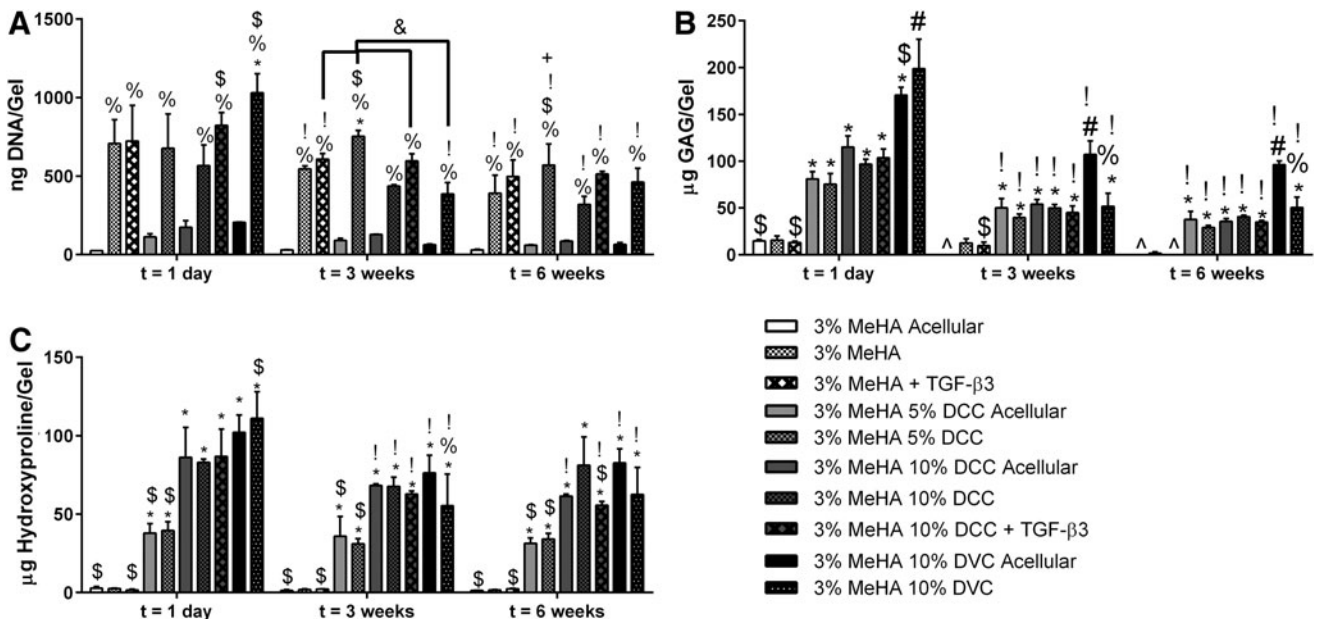 A
ng DNA/Gel
1500
1000
500
0
% % % % $ % $ % *
! % ! % $ % * % % ! %
&
! % ! % + ! $ % ! % ! % ! %
t = 1 day t = 3 weeks t = 6 weeks
B
µg GAG/Gel
250
200
150
100
50
0
$ $ * * * * * $ * #
^ $ ! * ! * ! * ! * ! * ! # ! % *
^ ^ ! * ! * ! * ! * ! * ! # ! % *
t = 1 day t = 3 weeks t = 6 weeks
C
µg Hydroxyproline/Gel
150
100
50
0
$ $ $ * $ * * * * * $ *
$ $ $ * $ * ! * ! * ! * ! * ! % *
$ $ $ * $ * ! * * ! $ * ! * ! *
t = 1 day t = 3 weeks t = 6 weeks
3% MeHA Acellular
3% MeHA
3% MeHA + TGF-β3
3% MeHA 5% DCC Acellular
3% MeHA 5% DCC
3% MeHA 10% DCC Acellular
3% MeHA 10% DCC
3% MeHA 10% DCC + TGF-β3
3% MeHA 10% DVC Acellular
3% MeHA 10% DVC